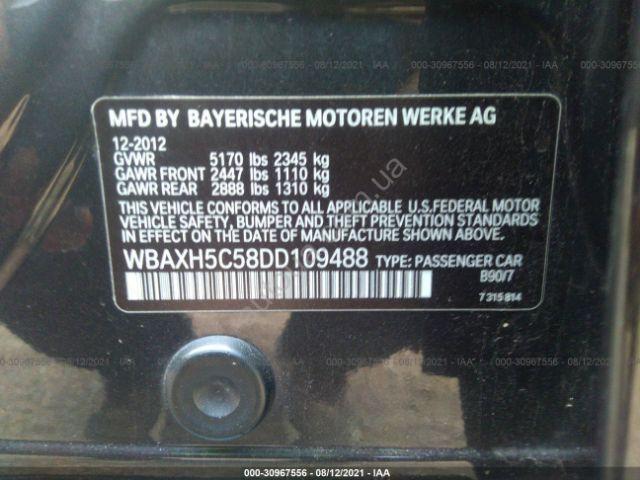 000-30967556 - 08/12/2021 - IAA
MFD BY BAYERISCHE MOTOREN WERKE AG
12-2012
GVWR 5170 lbs 2345 kg
GAWR FRONT 2447 lbs 1110 kg
GAWR REAR 2888 lbs 1310 kg
THIS VEHICLE CONFORMS TO ALL APPLICABLE U.S.FEDERAL MOTOR
VEHICLE SAFETY, BUMPER AND THEFT PREVENTION STANDARDS
IN EFFECT ON THE DATE OF MANUFACTURE SHOWN ABOVE.
WBAXH5C58DD109488 TYPE: PASSENGER CAR
B90/7
7315814
000-30967556 - 08/12/2021 - IAA